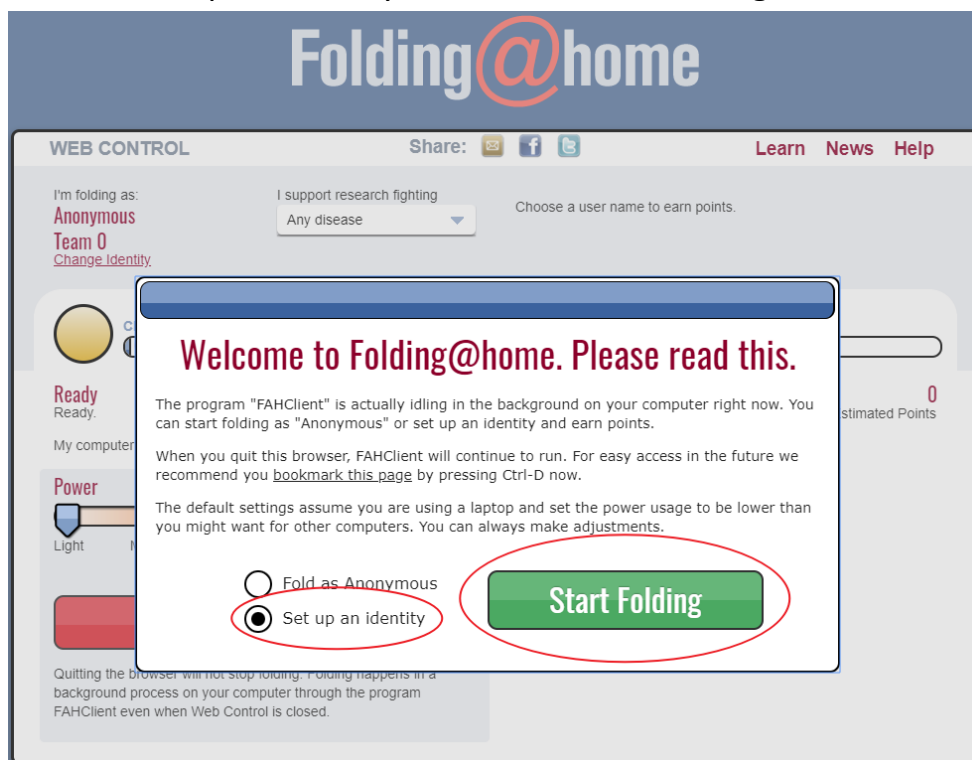 Folding@home
WEB CONTROL Share: Learn News Help
I'm folding as:
Anonymous
Team 0
Change Identity
I support research fighting
Any disease
Choose a user name to earn points.
Welcome to Folding@home. Please read this.
The program "FAHClient" is actually idling in the background on your computer right now. You
can start folding as "Anonymous" or set up an identity and earn points.
When you quit this browser, FAHClient will continue to run. For easy access in the future we
recommend you bookmark this page by pressing Ctrl-D now.
The default settings assume you are using a laptop and set the power usage to be lower than
you might want for other computers. You can always make adjustments.
Fold as Anonymous
Set up an identity
Start Folding
Ready
Ready.
My computer
0
stimated Points
Power
Light
Quitting the browser will not stop folding. Folding happens in a
background process on your computer through the program
FAHClient even when Web Control is closed.